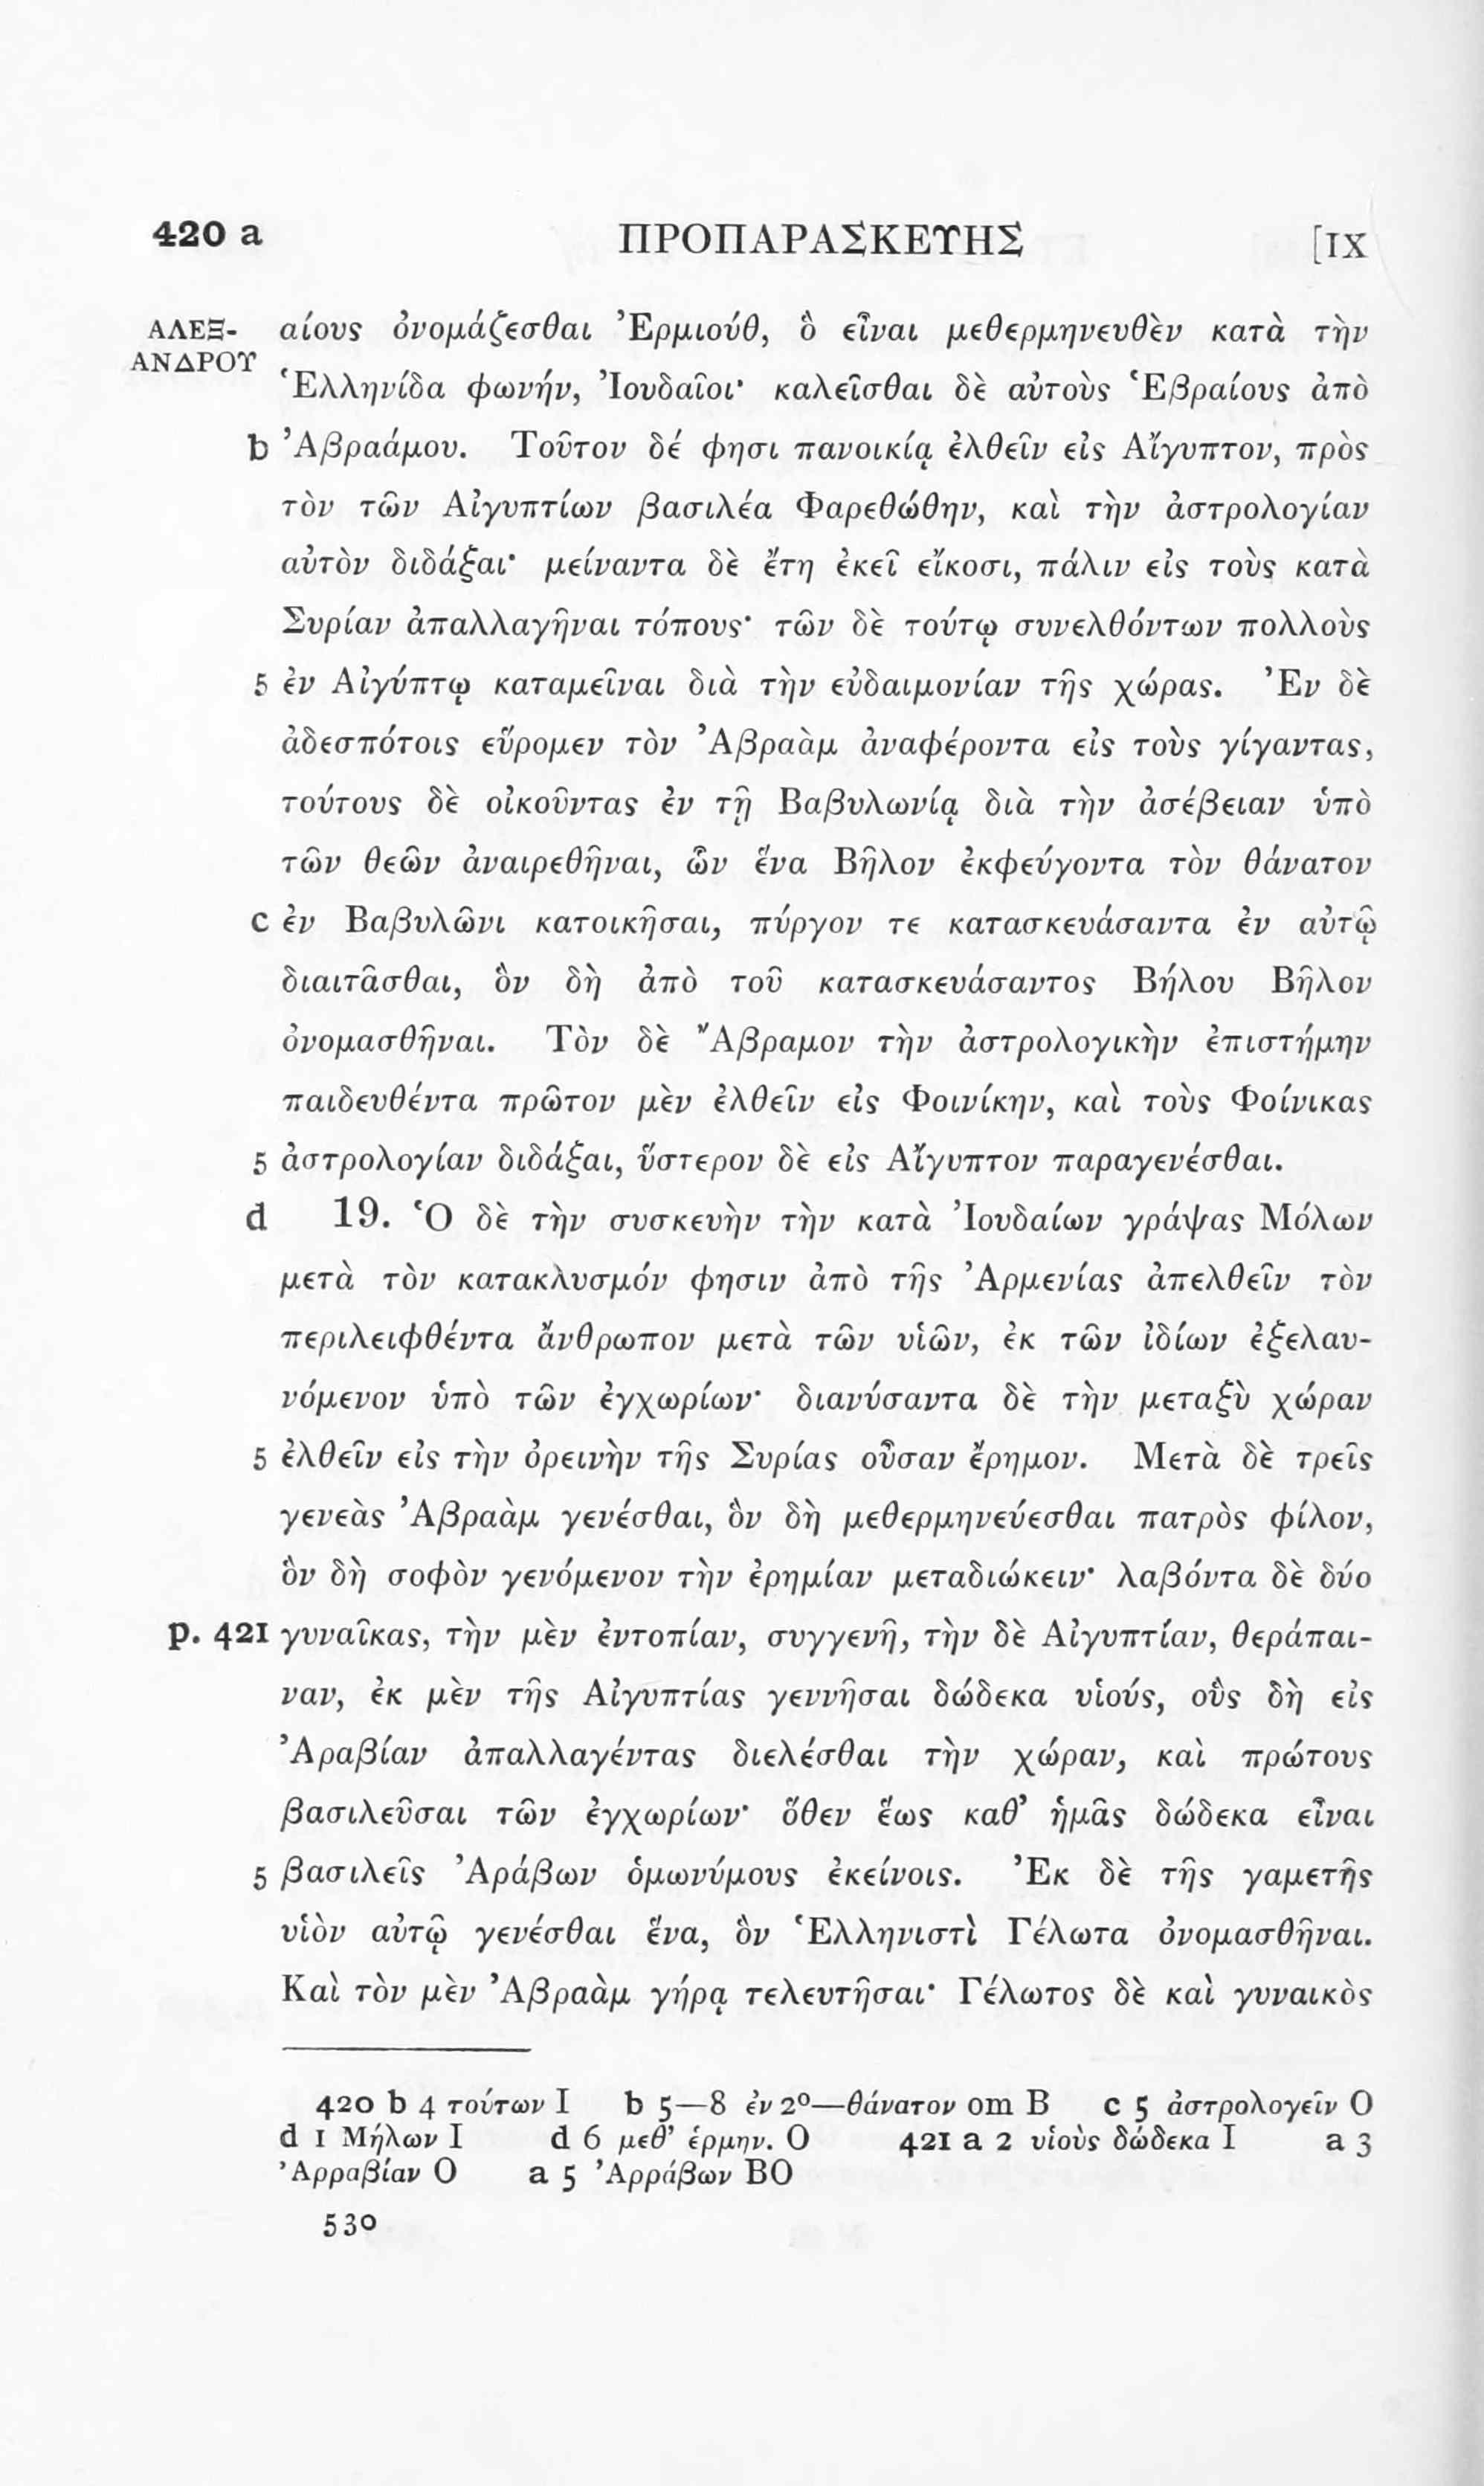 420 a ΠΡΟΠΑΡΑΣΚΕΥΗΣ [IX
ΑΛΕΞ- αίους ὀνομάζεσθαι Ἑρμιούθ, ὃ εἶναι μεθερμηνευθὲν κατὰ τὴν
ΑΝΔΡΟΥ Ἑλληνίδα φωνήν, Ἰουδαῖοι· καλεῖσθαι δὲ αὐτοὺς Ἑβραίους ἀπὸ
b Ἀβραάμου. Τοῦτον δέ φησι πανοικίᾳ ἐλθεῖν εἰς Αἴγυπτον, πρὸς
τὸν τῶν Αἰγυπτίων βασιλέα Φαρεθώθην, καὶ τὴν ἀστρολογίαν
αὐτὸν διδάξαι· μείναντα δὲ ἔτη ἐκεῖ εἴκοσι, πάλιν εἰς τοὺς κατὰ
Συρίαν ἀπαλλαγῆναι τόπους· τῶν δὲ τούτῳ συνελθόντων πολλοὺς
5 ἐν Αἰγύπτῳ καταμεῖναι διὰ τὴν εὐδαιμονίαν τῆς χώρας. Ἐν δὲ
ἀδεσπότοις εὕρομεν τὸν Ἀβραὰμ ἀναφέροντα εἰς τοὺς γίγαντας,
τούτους δὲ οἰκοῦντας ἐν τῇ Βαβυλωνίᾳ διὰ τὴν ἀσέβειαν ὑπὸ
τῶν θεῶν ἀναιρεθῆναι, ὧν ἕνα Βῆλον ἐκφεύγοντα τὸν θάνατον
c ἐν Βαβυλῶνι κατοικῆσαι, πύργον τε κατασκευάσαντα ἐν αὐτῷ
διαιτᾶσθαι, ὃν δὴ ἀπὸ τοῦ κατασκευάσαντος Βήλου Βῆλον
ὀνομασθῆναι. Τὸν δὲ Ἄβραμον τὴν ἀστρολογικὴν ἐπιστήμην
παιδευθέντα πρῶτον μὲν ἐλθεῖν εἰς Φοινίκην, καὶ τοὺς Φοίνικας
5 ἀστρολογίαν διδάξαι, ὕστερον δὲ εἰς Αἴγυπτον παραγενέσθαι.
d 19. Ὁ δὲ τὴν συσκευὴν τὴν κατὰ Ἰουδαίων γράψας Μόλων
μετὰ τὸν κατακλυσμόν φησιν ἀπὸ τῆς Ἀρμενίας ἀπελθεῖν τὸν
περιλειφθέντα ἄνθρωπον μετὰ τῶν υἱῶν, ἐκ τῶν ἰδίων ἐξελαυ-
νόμενον ὑπὸ τῶν ἐγχωρίων· διανύσαντα δὲ τὴν μεταξὺ χώραν
5 ἐλθεῖν εἰς τὴν ὀρεινὴν τῆς Συρίας οὖσαν ἔρημον. Μετὰ δὲ τρεῖς
γενεὰς Ἀβραὰμ γενέσθαι, ὃν δὴ μεθερμηνεύεσθαι πατρὸς φίλον,
ὃν δὴ σοφὸν γενόμενον τὴν ἐρημίαν μεταδιώκειν· λαβόντα δὲ δύο
p. 421 γυναῖκας, τὴν μὲν ἐντοπίαν, συγγενῆ, τὴν δὲ Αἰγυπτίαν, θεράπαι-
ναν, ἐκ μὲν τῆς Αἰγυπτίας γεννῆσαι δώδεκα υἱούς, οὓς δὴ εἰς
Ἀραβίαν ἀπαλλαγέντας διελέσθαι τὴν χώραν, καὶ πρώτους
βασιλεῦσαι τῶν ἐγχωρίων· ὅθεν ἕως καθ’ ἡμᾶς δώδεκα εἶναι
5 βασιλεῖς Ἀράβων ὁμωνύμους ἐκείνοις. Ἐκ δὲ τῆς γαμετῆς
υἱὸν αὐτῷ γενέσθαι ἕνα, ὃν Ἑλληνιστὶ Γέλωτα ὀνομασθῆναι.
Καὶ τὸν μὲν Ἀβραὰμ γήρᾳ τελευτῆσαι· Γέλωτος δὲ καὶ γυναικὸς
420 b 4 τούτων I b 5—8 ἐν 2º—θάνατον om B c 5 ἀστρολογεῖν O
d 1 Μήλων I d 6 μεθ’ ἑρμην. O 421 a 2 υἱοὺς δώδεκα I a 3
Ἀρραβίαν O a 5 Ἀρράβων BO
530